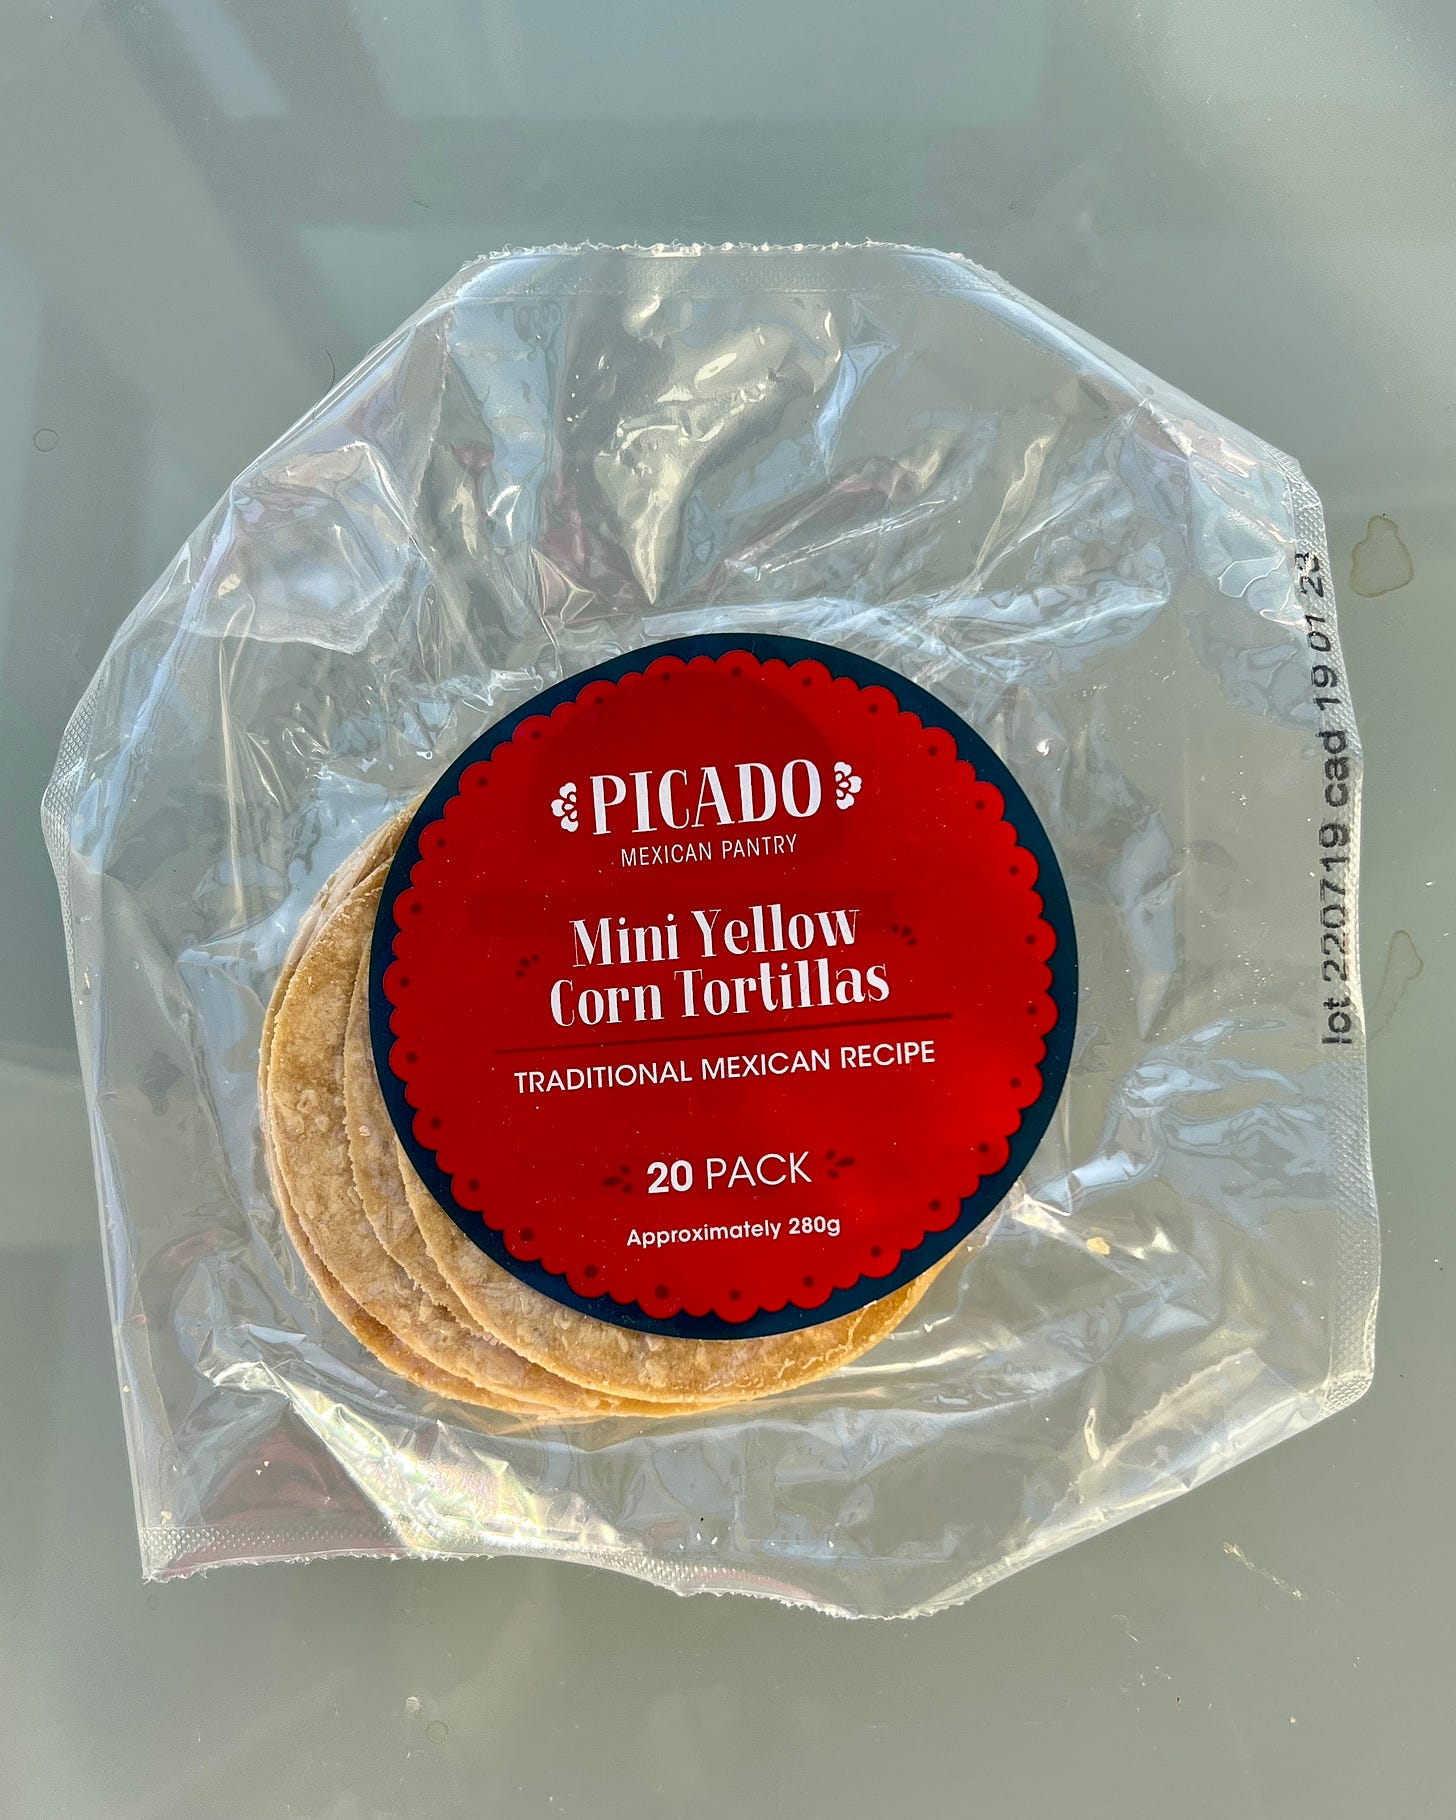 PICADO
MEXICAN PANTRY
Mini Yellow
Corn Tortillas
TRADITIONAL MEXICAN RECIPE
20 PACK
Approximately 280g
lot 220719 cad 19 01 23